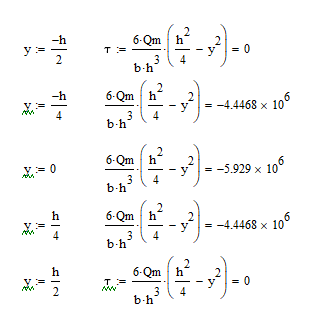 y := -h/2 τ := 6·Qm/(b·h^3)·(h^2/4 - y^2) = 0
y := -h/4 6·Qm/(b·h^3)·(h^2/4 - y^2) = -4.4468 × 10^6
y := 0 6·Qm/(b·h^3)·(h^2/4 - y^2) = -5.929 × 10^6
y := h/4 6·Qm/(b·h^3)·(h^2/4 - y^2) = -4.4468 × 10^6
y := h/2 τ := 6·Qm/(b·h^3)·(h^2/4 - y^2) = 0